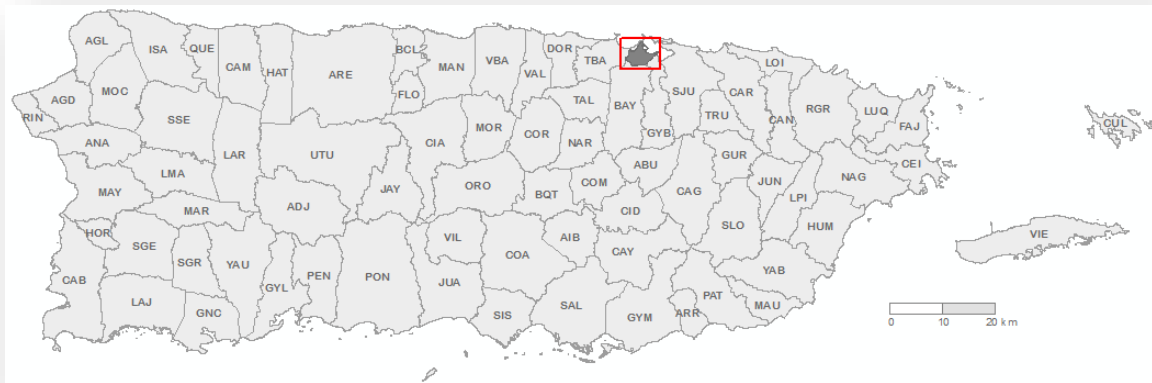 AGL
ISA
QUE
CAM
HAT
ARE
BCL
MAN
VBA
VAL
DOR
TBA
LOI
AGD
MOC
FLO
TAL
BAY
SJU
CAR
RGR
LUQ
FAJ
CUL
RIN
SSE
TRU
CAN
ANA
LAR
UTU
CIA
MOR
COR
NAR
GYB
LMA
ABU
GUR
CEI
MAY
JAY
ORO
BQT
COM
CAG
JUN
NAG
MAR
ADJ
CID
LPI
HOR
SGE
VIL
AIB
SLO
HUM
VIE
SGR
YAU
COA
CAY
CAB
GYL
PEN
PON
JUA
YAB
LAJ
GNC
SIS
SAL
GYM
ARR
PAT
MAU
0 10 20 km